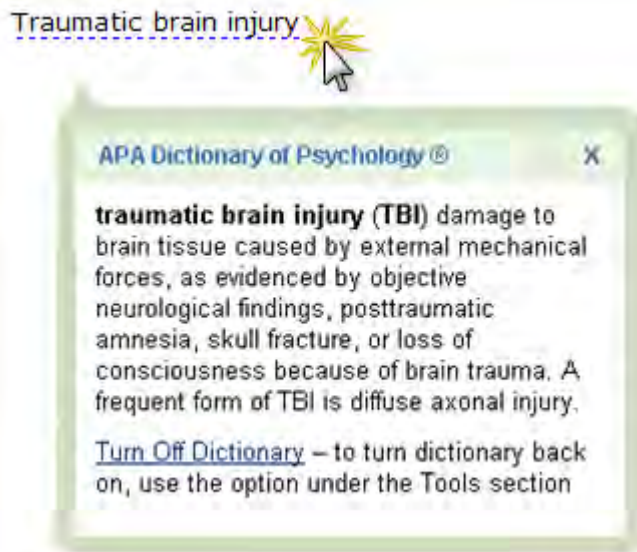 Traumatic brain injury
APA Dictionary of Psychology ®
X
traumatic brain injury (TBI) damage to
brain tissue caused by external mechanical
forces, as evidenced by objective
neurological findings, posttraumatic
amnesia, skull fracture, or loss of
consciousness because of brain trauma. A
frequent form of TBI is diffuse axonal injury.
Turn Off Dictionary – to turn dictionary back
on, use the option under the Tools section